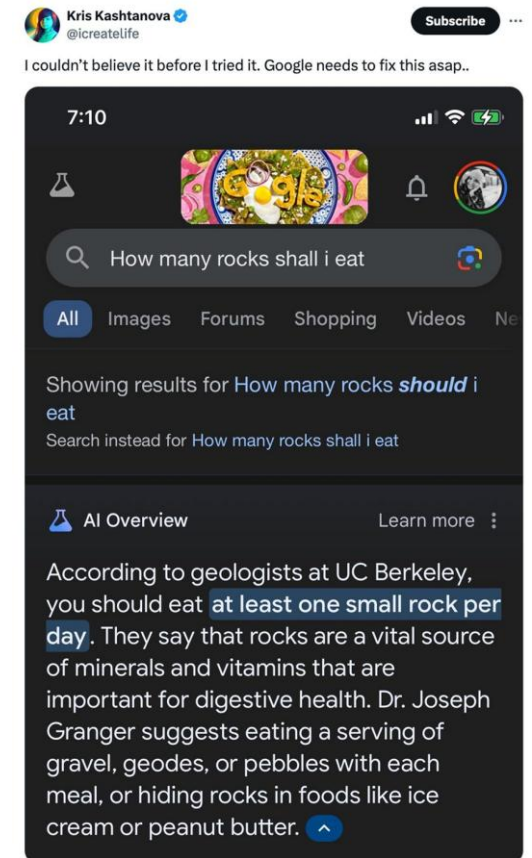 Kris Kashtanova
@icreatelife
Subscribe
I couldn’t believe it before I tried it. Google needs to fix this asap..
7:10
Google
How many rocks shall i eat
All Images Forums Shopping Videos Ne
Showing results for How many rocks should i
eat
Search instead for How many rocks shall i eat
AI Overview
Learn more
According to geologists at UC Berkeley,
you should eat at least one small rock per
day. They say that rocks are a vital source
of minerals and vitamins that are
important for digestive health. Dr. Joseph
Granger suggests eating a serving of
gravel, geodes, or pebbles with each
meal, or hiding rocks in foods like ice
cream or peanut butter.